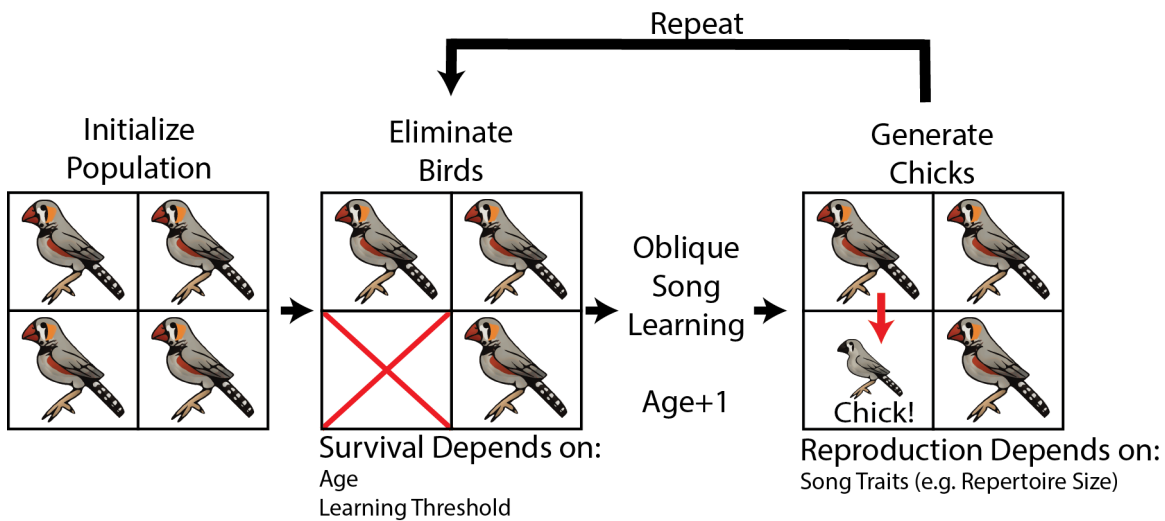 Repeat
Initialize
Population
Eliminate
Birds
Survival Depends on:
Age
Learning Threshold
Oblique
Song
Learning
Age+1
Generate
Chicks
Chick!
Reproduction Depends on:
Song Traits (e.g. Repertoire Size)